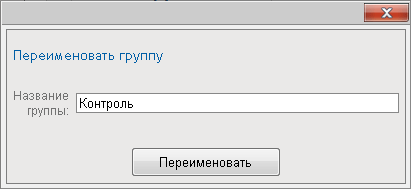 Переименовать группу
Название
группы:
Контроль
Переименовать